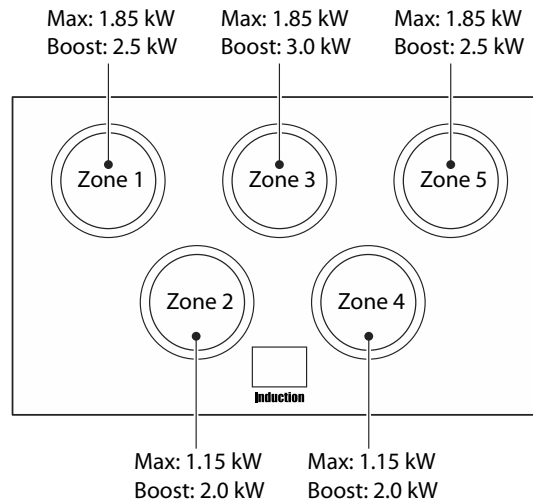 Max: 1.85 kW
Boost: 2.5 kW
Max: 1.85 kW
Boost: 3.0 kW
Max: 1.85 kW
Boost: 2.5 kW
Zone 1
Zone 3
Zone 5
Zone 2
Zone 4
Induction
Max: 1.15 kW
Boost: 2.0 kW
Max: 1.15 kW
Boost: 2.0 kW